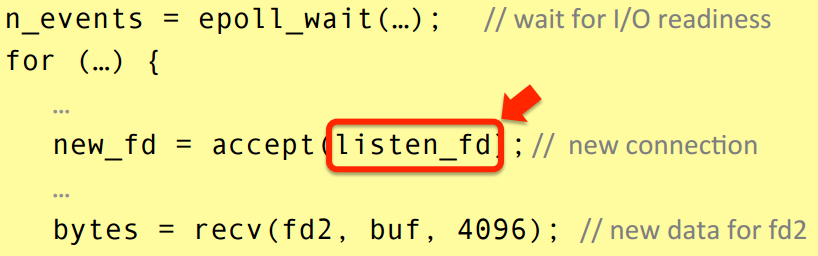 n_events = epoll_wait(…); // wait for I/O readiness
for (…) {
…
new_fd = accept(listen_fd); // new connection
…
bytes = recv(fd2, buf, 4096); // new data for fd2